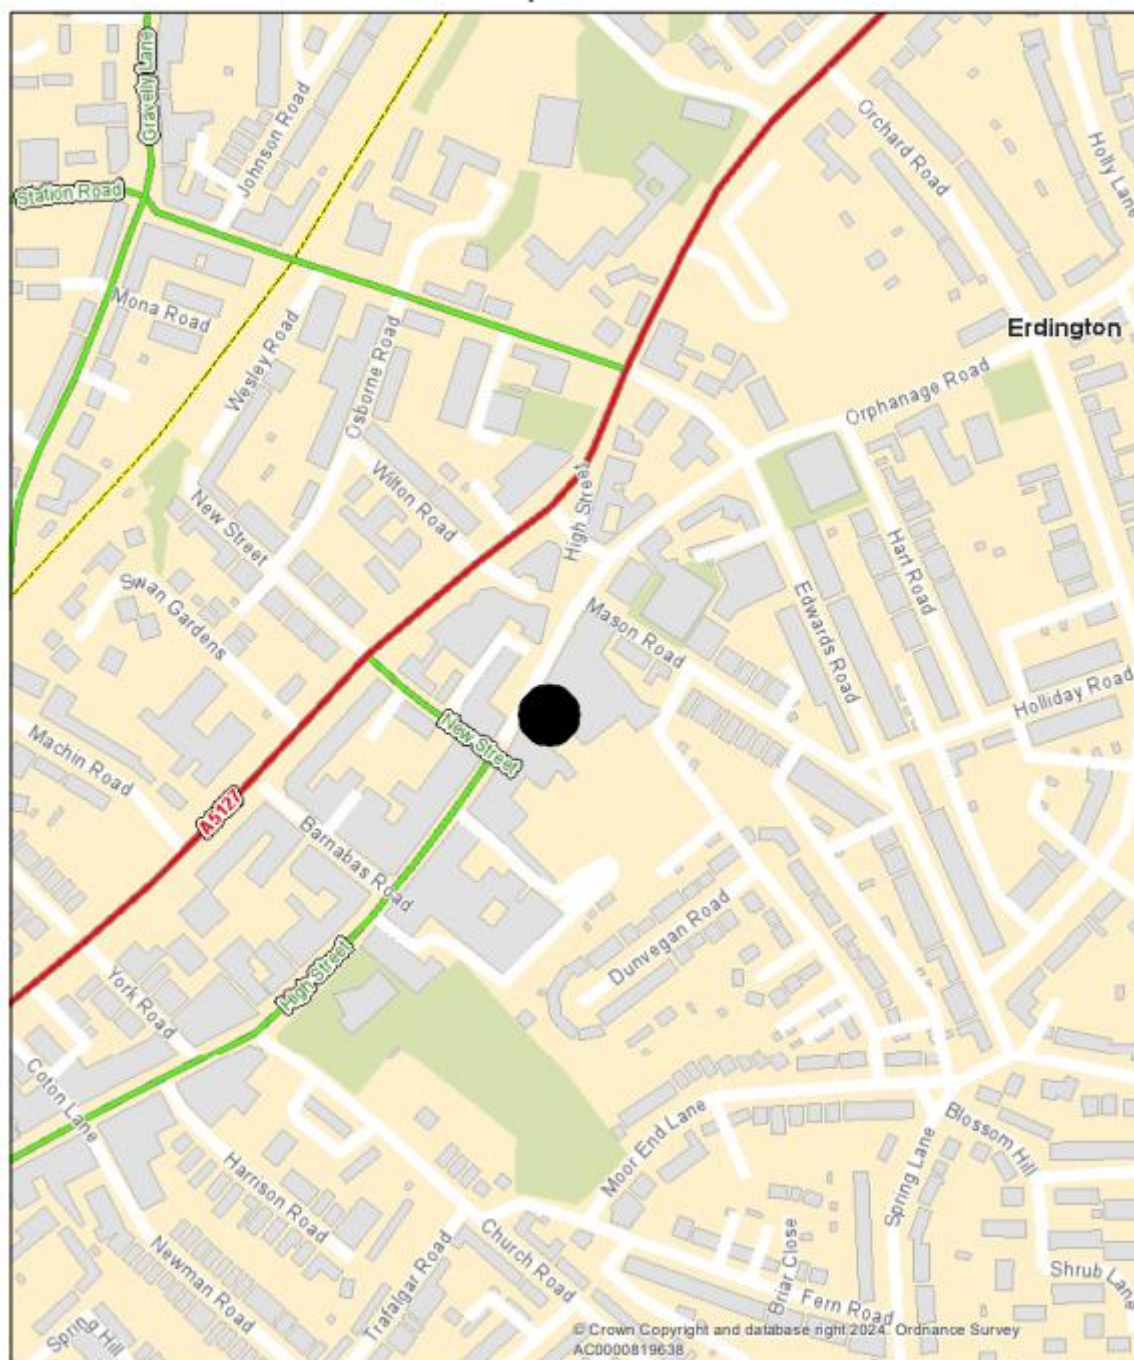 Gravelly Lane
Johnson Road
Orchard Road
Holly Lane
Station Road
Mona Road
Wesley Road
Osborne Road
Erdington
Orphanage Road
High Street
Wilton Road
New Street
Hart Road
Swan Gardens
Mason Road
Edwards Road
Holliday Road
New Street
Machin Road
A5127
Barnabas Road
Dunvegan Road
High Street
York Road
Coton Lane
Moor End Lane
Blossom Hill
Spring Lane
Harrison Road
Church Road
Briar Close
Newman Road
Trafalgar Road
Shrub Lane
Fern Road
Spring Hill
© Crown Copyright and database right 2024. Ordnance Survey
AC0000819638